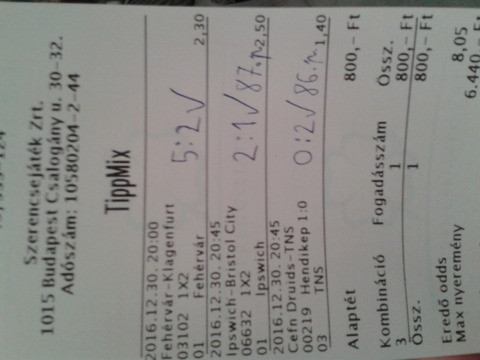 Szerencsejáték Zrt.
1015 Budapest Csalogány u. 30-32.
Adószám: 10580204-2-44
TippMix
2016.12.30. 20:00
Fehérvár-Klagenfurt
03102 1X2 5:2√
01 Fehérvár 2,30
2016.12.30. 20:45
Ipswich-Bristol City
06632 1X2 2:1√ 87.p.
01 Ipswich 2,50
2016.12.30. 20:45
Cefn Druids-TNS
00219 Hendikep 1:0 0:2√ 86.p.
03 TNS 1,40
Alaptét 800,- Ft
Kombináció Fogadásszám Össz.
3 1 800,- Ft
Össz. 1 800,- Ft
Eredő odds 8,05
Max nyeremény 6.440,- Ft